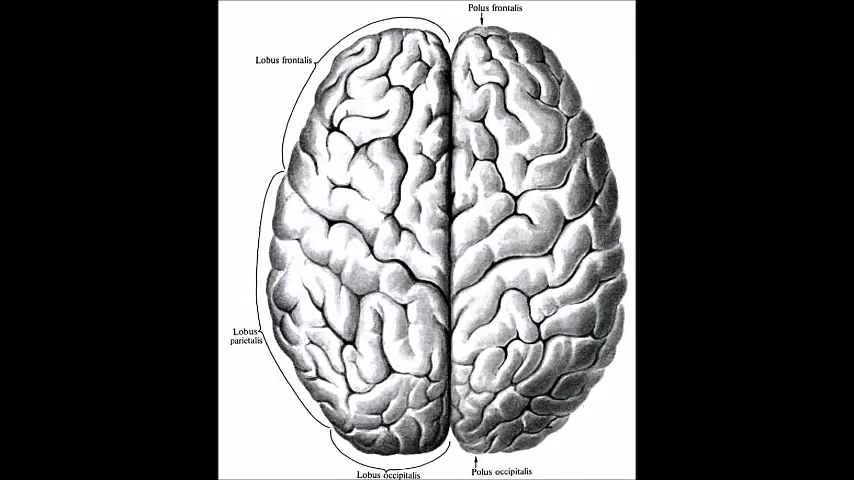 Polus frontalis
Lobus frontalis
Lobus
parietalis
Lobus occipitalis
Polus occipitalis